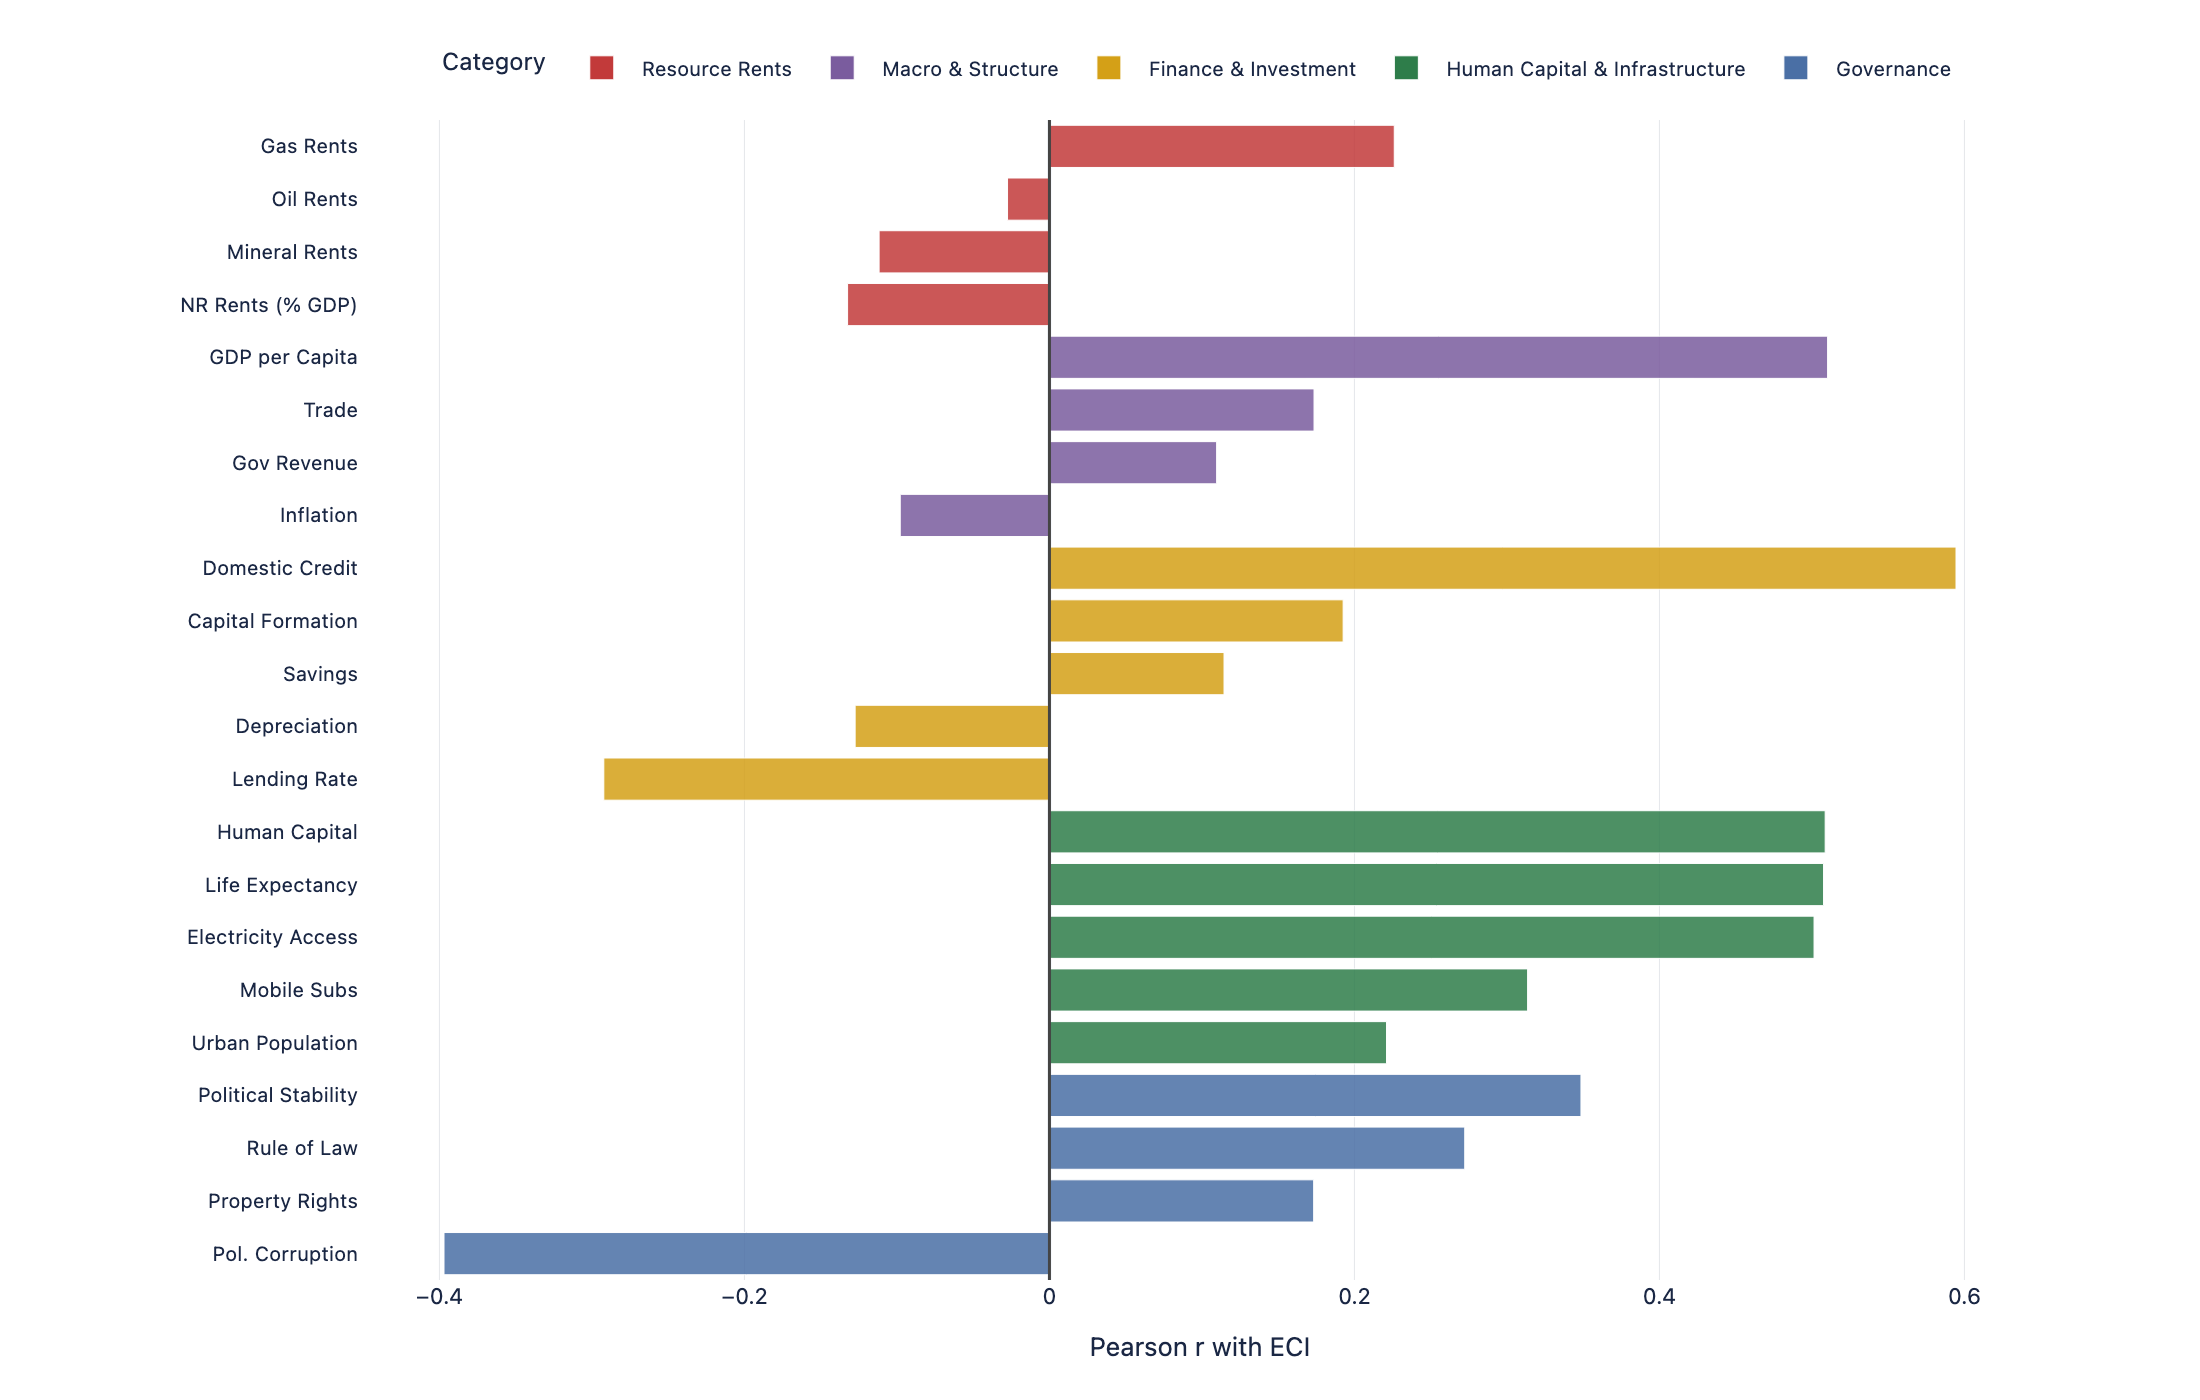 Category Resource Rents Macro & Structure Finance & Investment Human Capital & Infrastructure Governance
Gas Rents
Oil Rents
Mineral Rents
NR Rents (% GDP)
GDP per Capita
Trade
Gov Revenue
Inflation
Domestic Credit
Capital Formation
Savings
Depreciation
Lending Rate
Human Capital
Life Expectancy
Electricity Access
Mobile Subs
Urban Population
Political Stability
Rule of Law
Property Rights
Pol. Corruption
−0.4 −0.2 0 0.2 0.4 0.6
Pearson r with ECI